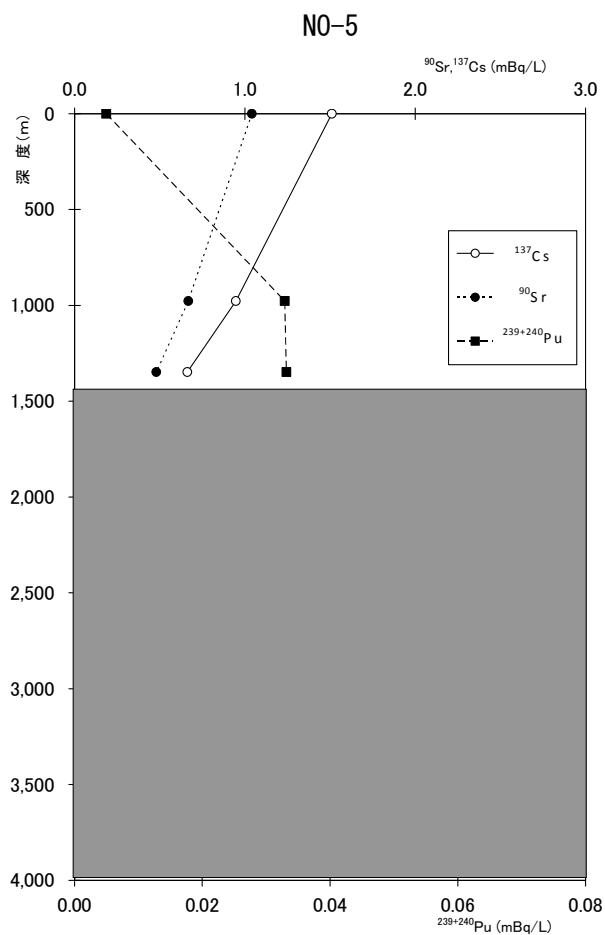 NO-5
90Sr,137Cs (mBq/L)
0.0 1.0 2.0 3.0
深 度(m)
0
500
1,000
1,500
2,000
2,500
3,000
3,500
4,000
137Cs
90Sr
239+240Pu
0.00 0.02 0.04 0.06 0.08
239+240Pu (mBq/L)